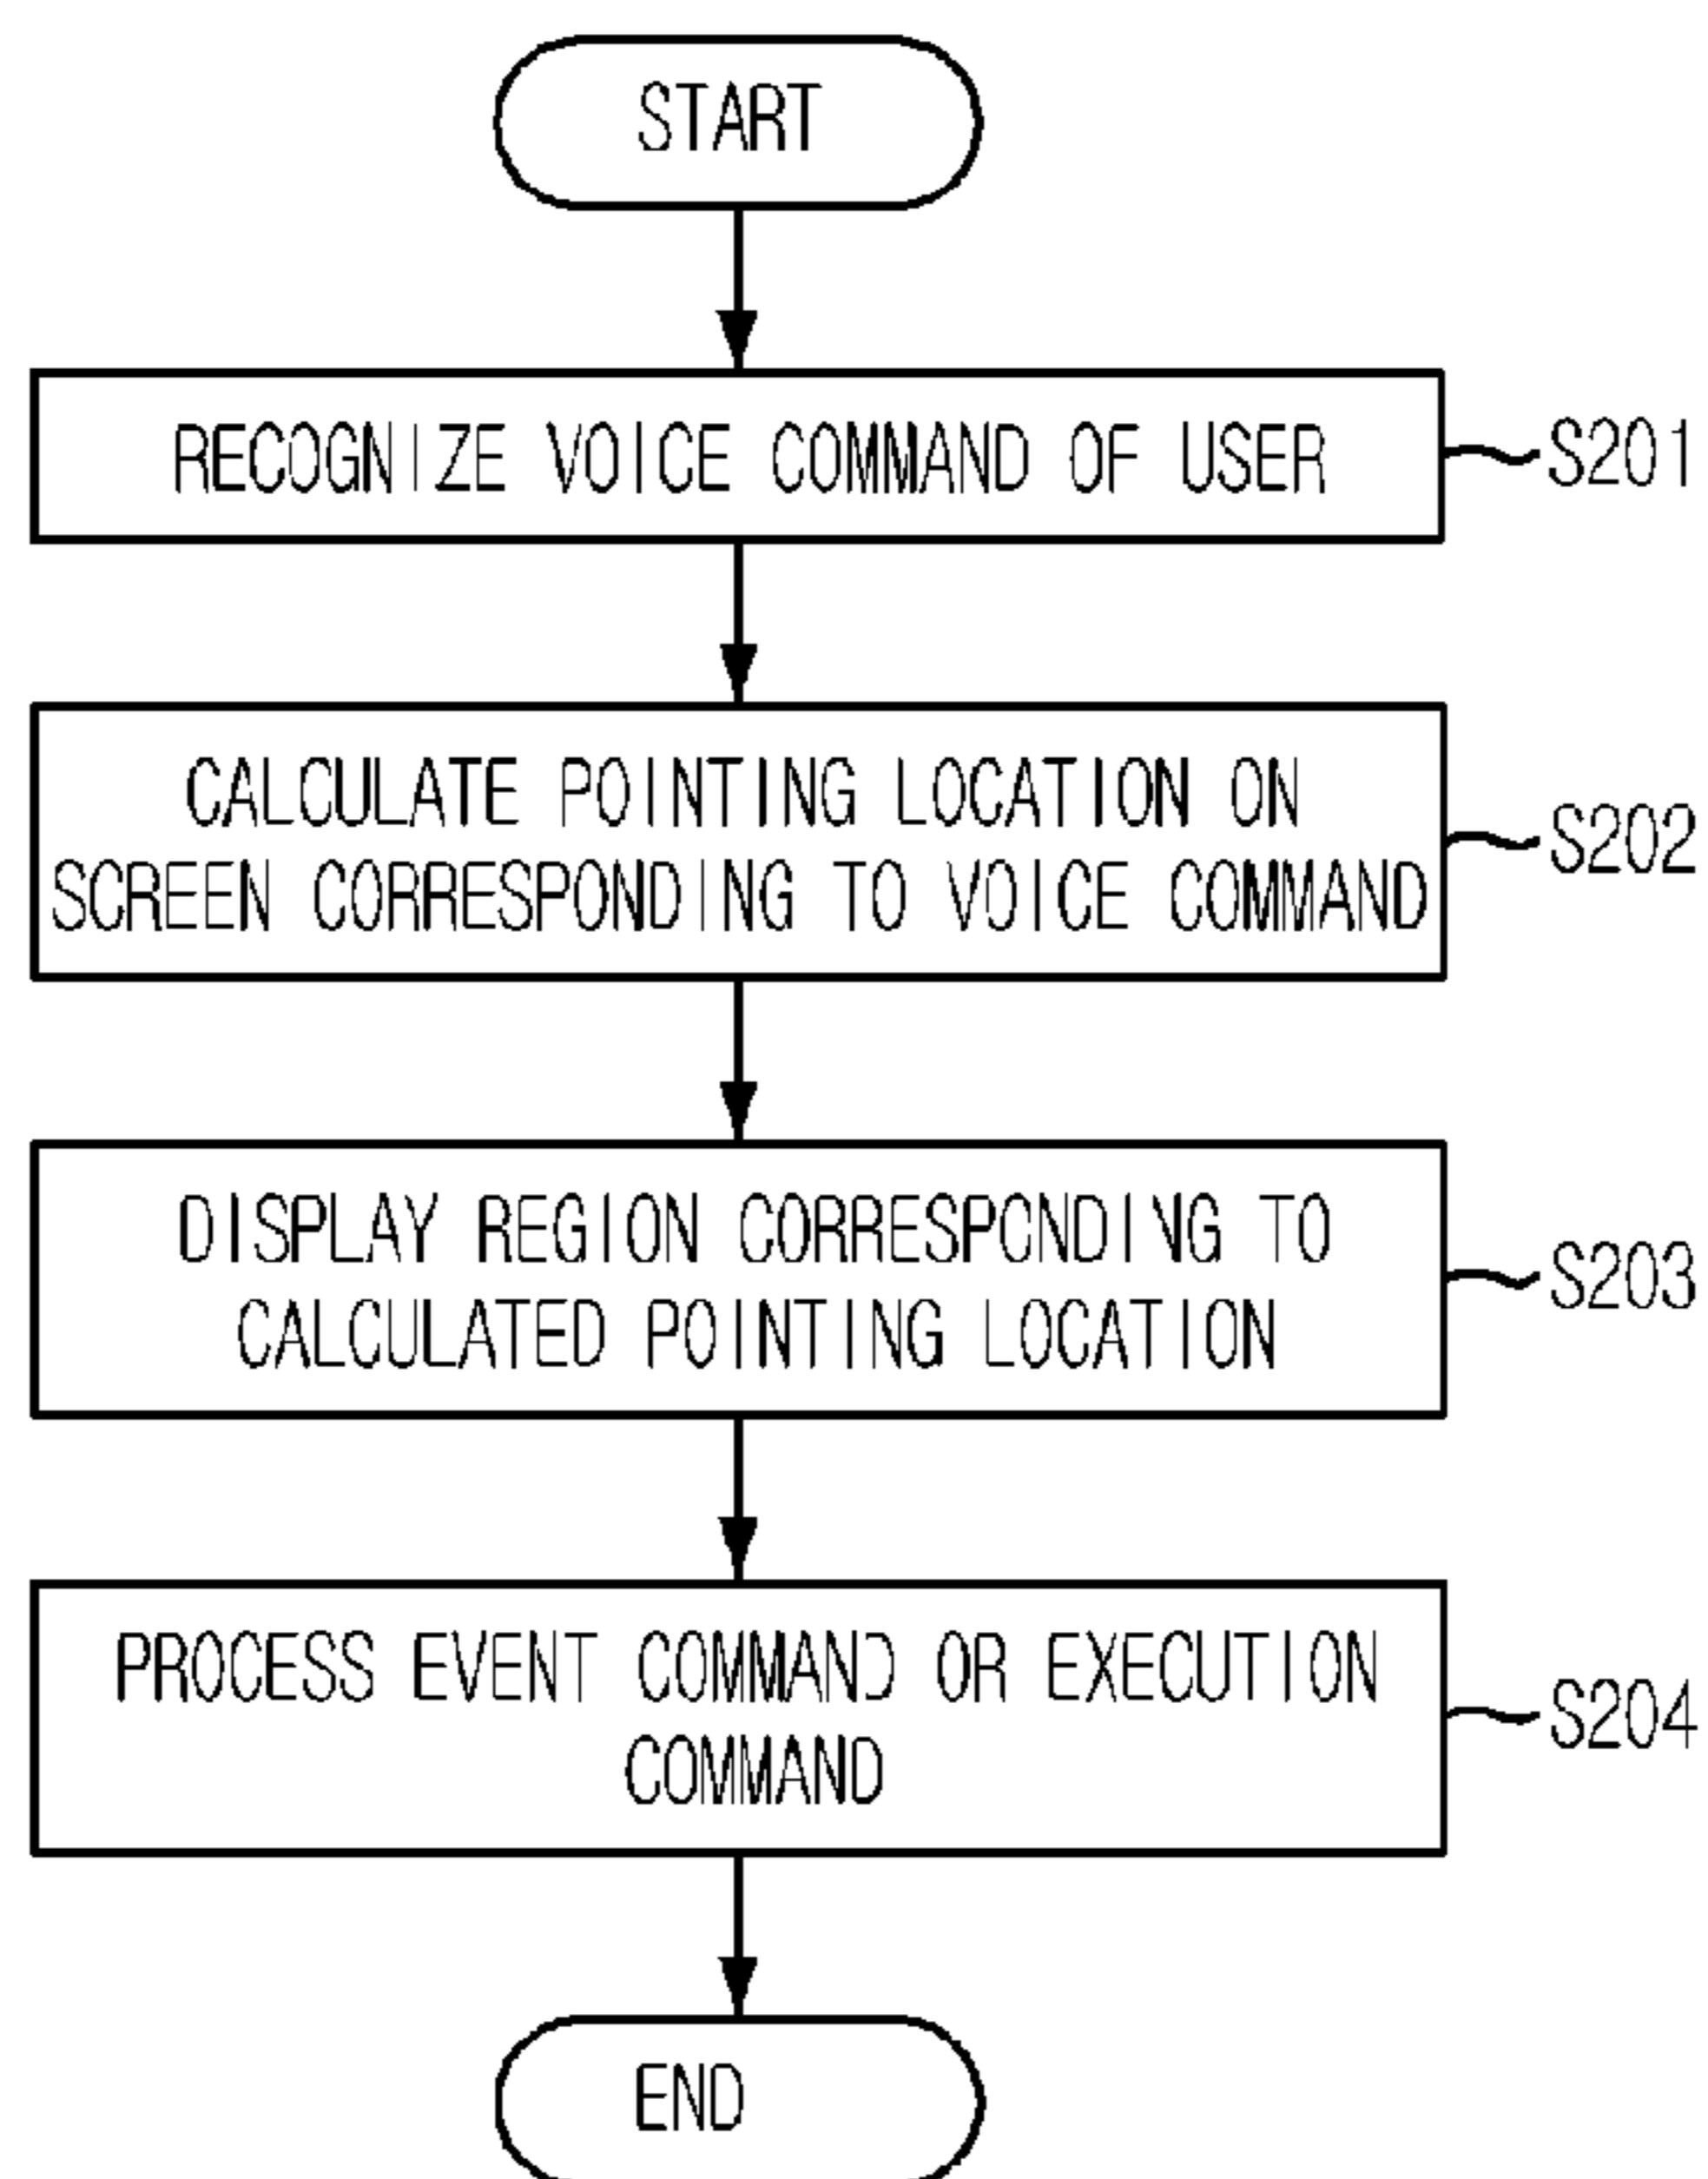 START
RECOGNIZE VOICE COMMAND OF USER
S201
CALCULATE POINTING LOCATION ON
SCREEN CORRESPONDING TO VOICE COMMAND
S202
DISPLAY REGION CORRESPONDING TO
CALCULATED POINTING LOCATION
S203
PROCESS EVENT COMMAND OR EXECUTION
COMMAND
S204
END